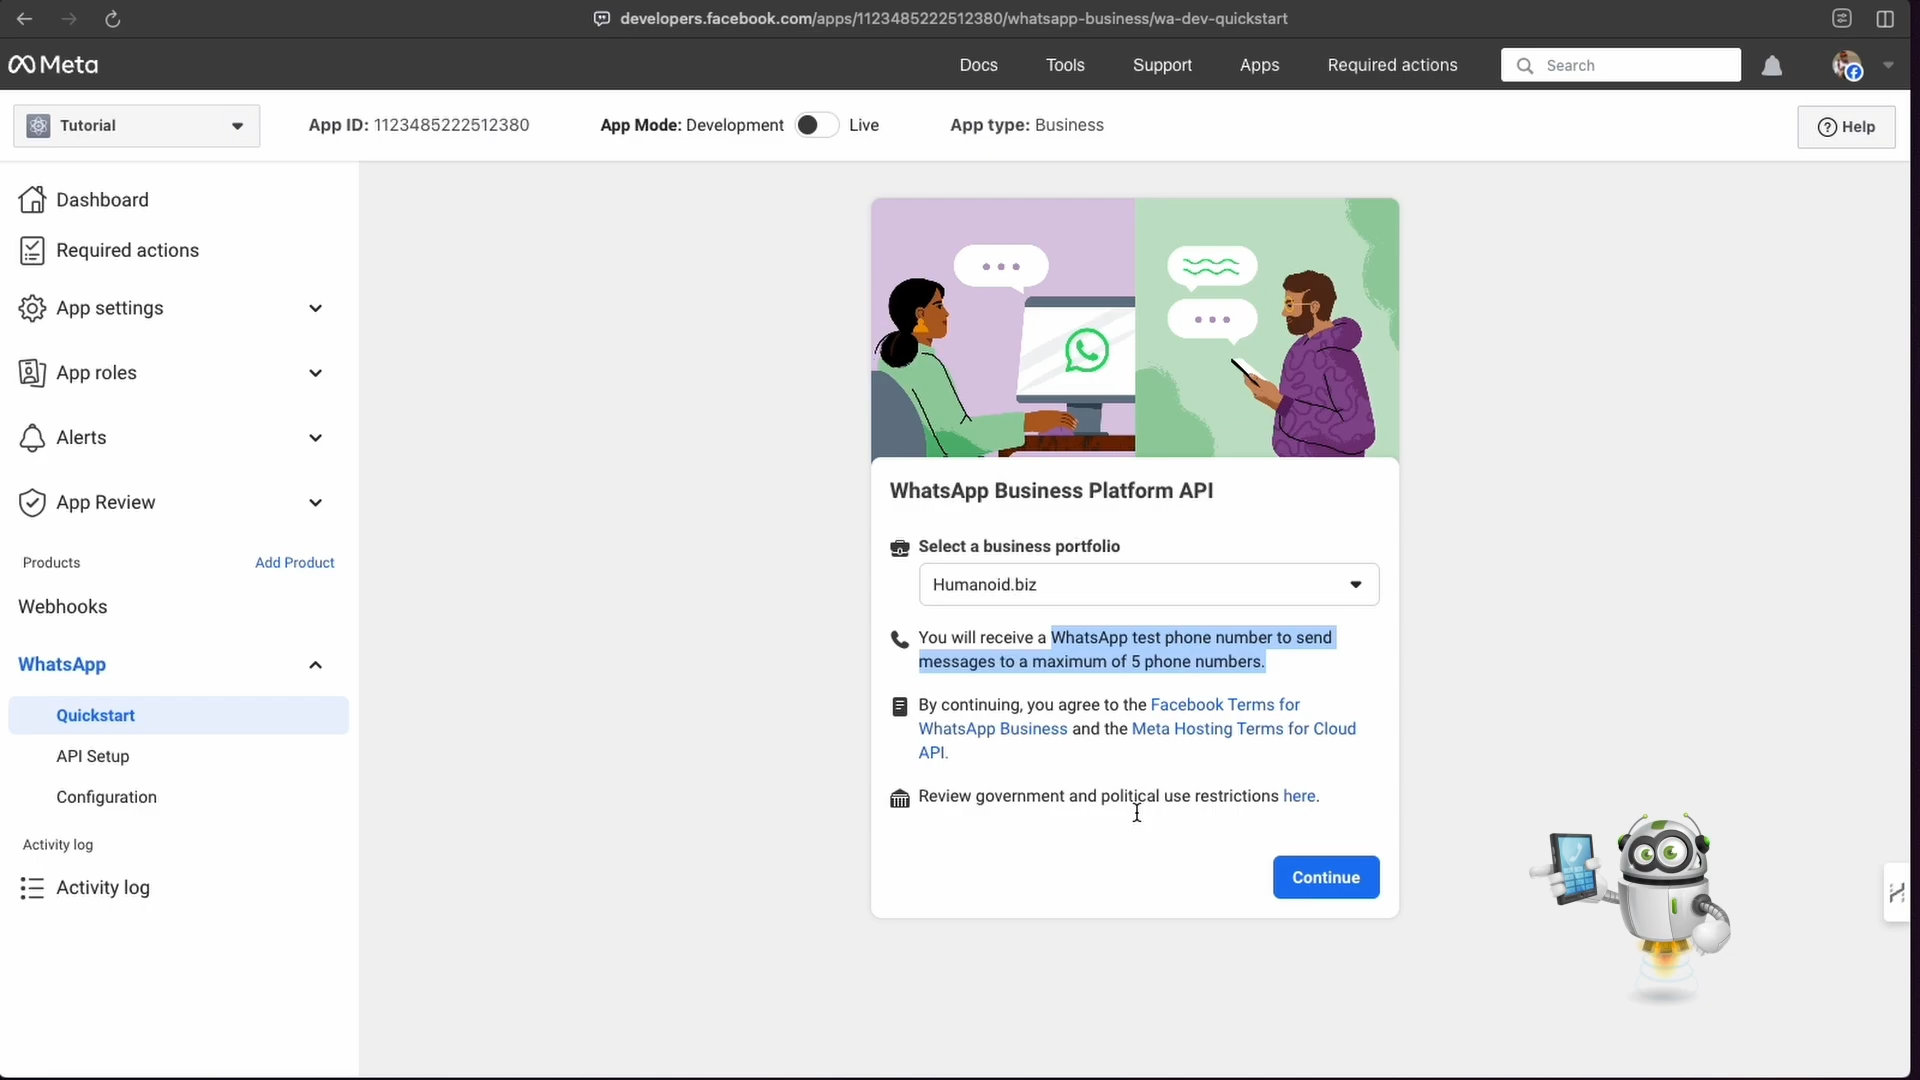 developers.facebook.com/apps/1123485222512380/whatsapp-business/wa-dev-quickstart
Meta
Docs
Tools
Support
Apps
Required actions
Search
Tutorial
App ID: 1123485222512380
App Mode: Development
Live
App type: Business
Help
Dashboard
Required actions
App settings
App roles
Alerts
App Review
Products
Add Product
Webhooks
WhatsApp
Quickstart
API Setup
Configuration
Activity log
Activity log
WhatsApp Business Platform API
Select a business portfolio
Humanoid.biz
You will receive a WhatsApp test phone number to send
messages to a maximum of 5 phone numbers.
By continuing, you agree to the Facebook Terms for
WhatsApp Business and the Meta Hosting Terms for Cloud
API.
Review government and political use restrictions here.
Continue